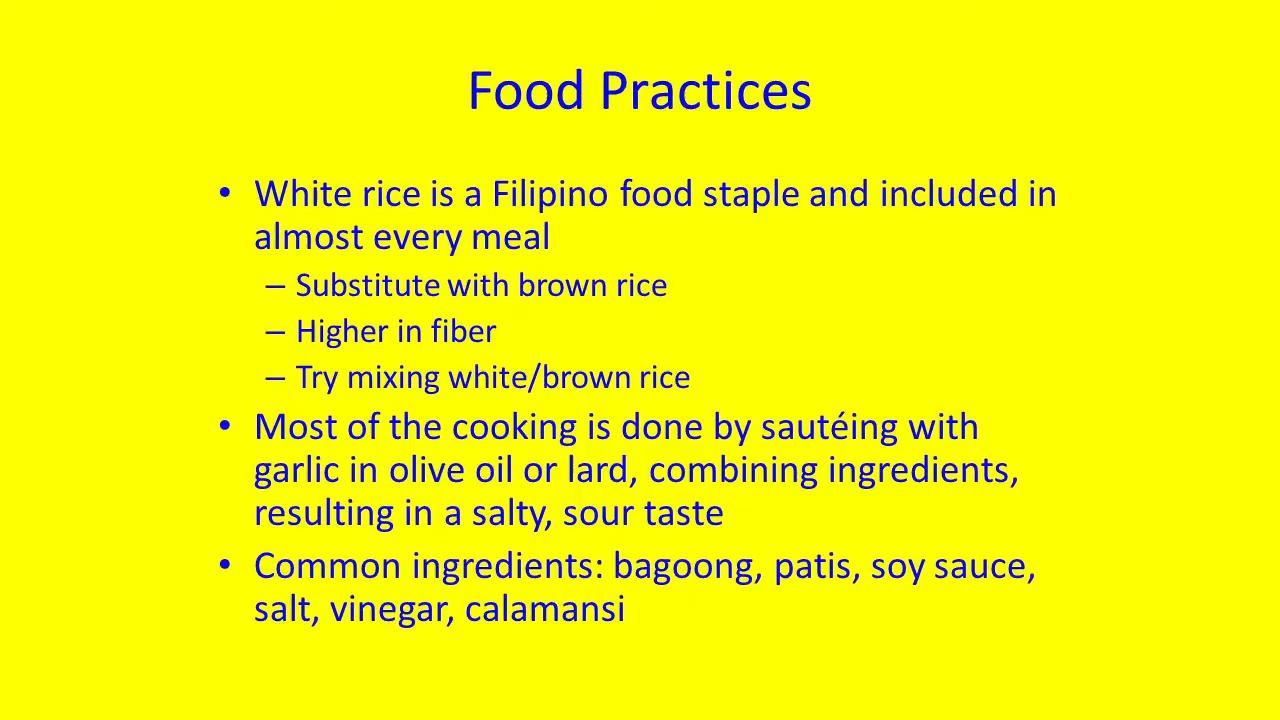 Food Practices
• White rice is a Filipino food staple and included in
almost every meal
– Substitute with brown rice
– Higher in fiber
– Try mixing white/brown rice
• Most of the cooking is done by sautéing with
garlic in olive oil or lard, combining ingredients,
resulting in a salty, sour taste
• Common ingredients: bagoong, patis, soy sauce,
salt, vinegar, calamansi